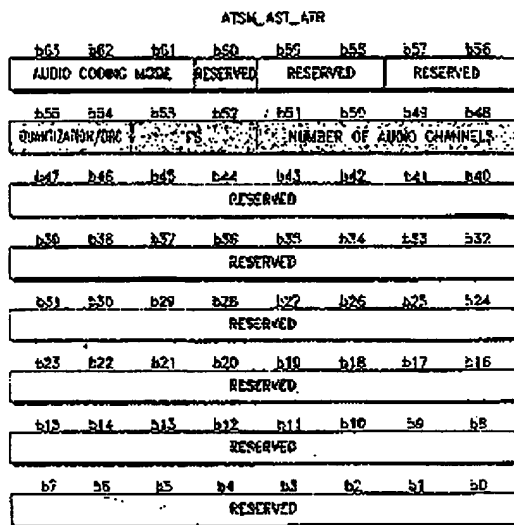 ATSM_AST_ATR
b63 b62 b61 b60 b59 b58 b57 b56
AUDIO CODING MODE RESERVED RESERVED RESERVED
b55 b54 b53 b52 b51 b50 b49 b48
QUANTIZATION/DRC FS NUMBER OF AUDIO CHANNELS
b47 b46 b45 b44 b43 b42 b41 b40
RESERVED
b39 b38 b37 b36 b35 b34 b33 b32
RESERVED
b31 b30 b29 b28 b27 b26 b25 b24
RESERVED
b23 b22 b21 b20 b19 b18 b17 b16
RESERVED
b15 b14 b13 b12 b11 b10 b9 b8
RESERVED
b7 b6 b5 b4 b3 b2 b1 b0
RESERVED